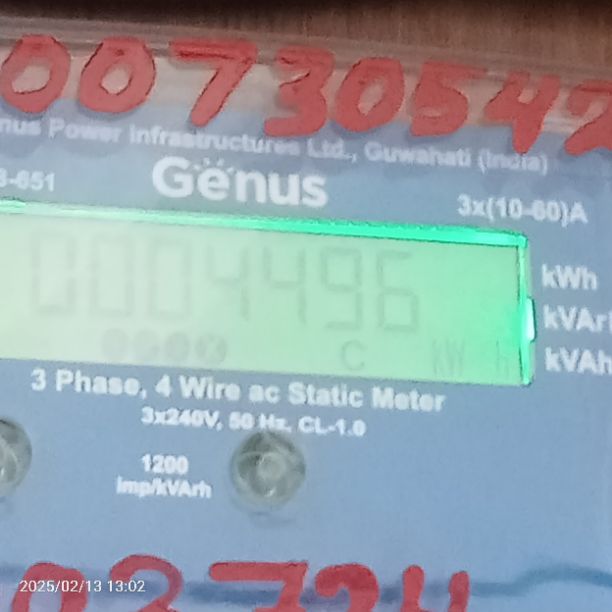 00730542
nus Power Infrastructures Ltd., Guwahati (India)
3-651
Genus
3x(10-60)A
0004496
kWh
kVArh
kVAh
C kW h
3 Phase, 4 Wire ac Static Meter
3x240V, 50 Hz, CL-1.0
1200
imp/kVArh
03724
2025/02/13 13:02